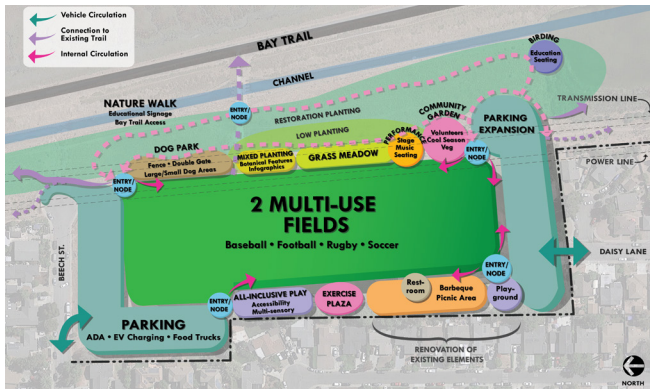 Vehicle Circulation
Connection to
Existing Trail
Internal Circulation
BAY TRAIL
CHANNEL
BIRDING
Education
Seating
NATURE WALK
Educational Signage
Bay Trail Access
ENTRY/
NODE
RESTORATION PLANTING
COMMUNITY
GARDEN
Volunteers
Cool Season
Veg
TRANSMISSION LINE
PARKING
EXPANSION
LOW PLANTING
PERFORMANCE
Stage
Music
Seating
DOG PARK
Fence • Double Gate
Large/Small Dog Areas
MIXED PLANTING
Botanical Features
Infographics
GRASS MEADOW
ENTRY/
NODE
ENTRY/
NODE
POWER LINE
2 MULTI-USE
FIELDS
Baseball • Football • Rugby • Soccer
BEECH ST.
DAISY LANE
ENTRY/
NODE
ENTRY/
NODE
ALL-INCLUSIVE PLAY
Accessibility
Multi-sensory
EXERCISE
PLAZA
Rest-
room
Barbeque
Picnic Area
Play-
ground
PARKING
ADA • EV Charging • Food Trucks
RENOVATION OF
EXISTING ELEMENTS
NORTH